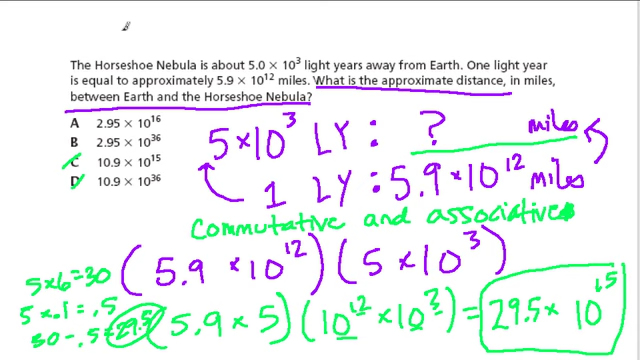 The Horseshoe Nebula is about 5.0 × 10³ light years away from Earth. One light year
is equal to approximately 5.9 × 10¹² miles. What is the approximate distance, in miles,
between Earth and the Horseshoe Nebula?
A 2.95 × 10¹⁶
B 2.95 × 10³⁶
C 10.9 × 10¹⁵
D 10.9 × 10³⁶
5×10³ LY : ? miles
1 LY : 5.9×10¹² miles
commutative and associative
(5.9 ×10¹²)(5×10³)
5×6=30
5×.1=.5
30-.5=29.5
(5.9×5)(10¹²×10³)=29.5×10¹⁵